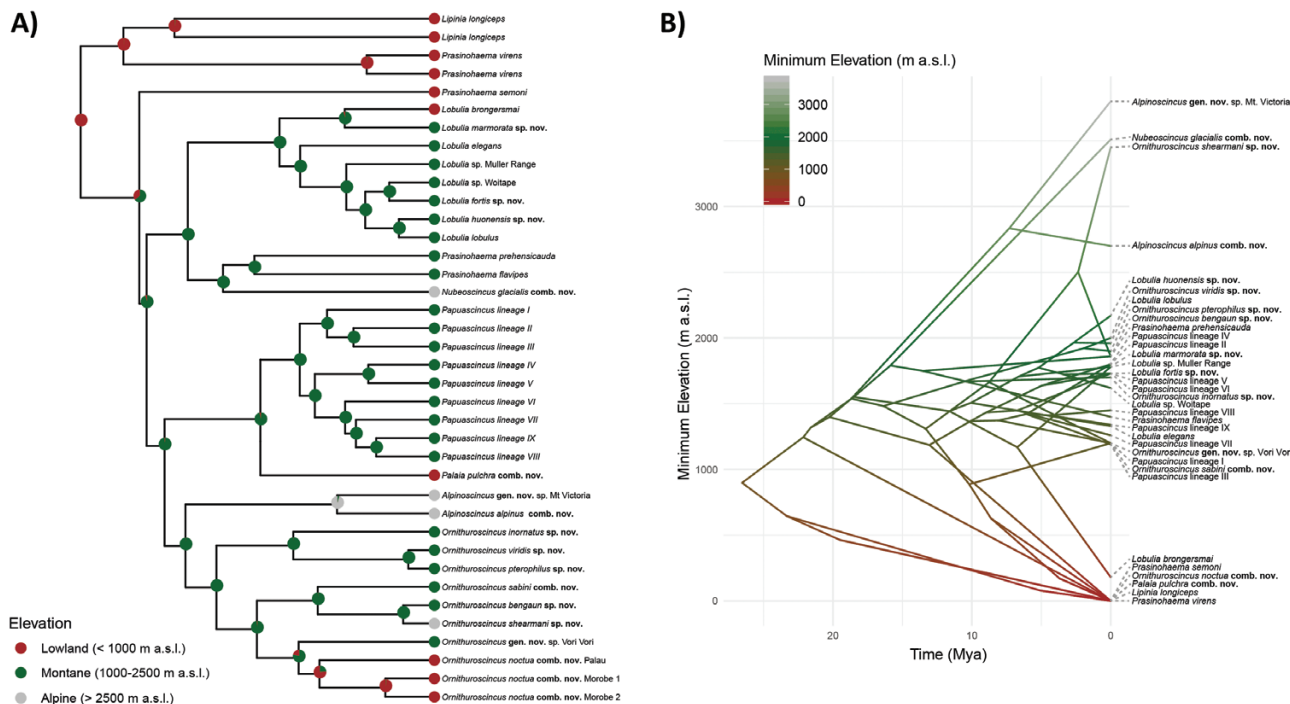 A)
Lipinia longiceps
Lipinia longiceps
Prasinohaema virens
Prasinohaema virens
Prasinohaema semoni
Lobulia brongersmai
Lobulia marmorata sp. nov.
Lobulia elegans
Lobulia sp. Muller Range
Lobulia sp. Woitape
Lobulia fortis sp. nov.
Lobulia huonensis sp. nov.
Lobulia lobulus
Prasinohaema prehensicauda
Prasinohaema flavipes
Nubeoscincus glacialis comb. nov.
Papuascincus lineage I
Papuascincus lineage II
Papuascincus lineage III
Papuascincus lineage IV
Papuascincus lineage V
Papuascincus lineage VI
Papuascincus lineage VII
Papuascincus lineage IX
Papuascincus lineage VIII
Palaia pulchra comb. nov.
Alpinoscincus gen. nov. sp. Mt Victoria
Alpinoscincus alpinus comb. nov.
Ornithuroscincus inornatus sp. nov.
Ornithuroscincus viridis sp. nov.
Ornithuroscincus pterophilus sp. nov.
Ornithuroscincus sabini comb. nov.
Ornithuroscincus bengaun sp. nov.
Ornithuroscincus shearmani sp. nov.
Ornithuroscincus gen. nov. sp. Vori Vori
Ornithuroscincus noctua comb. nov. Palau
Ornithuroscincus noctua comb. nov. Morobe 1
Ornithuroscincus noctua comb. nov. Morobe 2
Elevation
Lowland (< 1000 m a.s.l.)
Montane (1000-2500 m a.s.l.)
Alpine (> 2500 m a.s.l.)
B)
Minimum Elevation (m a.s.l.)
3000
2000
1000
0
Minimum Elevation (m a.s.l.)
3000
2000
1000
0
20
10
0
Time (Mya)
Alpinoscincus gen. nov. sp. Mt. Victoria
Nubeoscincus glacialis comb. nov.
Ornithuroscincus shearmani sp. nov.
Alpinoscincus alpinus comb. nov.
Lobulia huonensis sp. nov.
Ornithuroscincus viridis sp. nov.
Lobulia lobulus
Ornithuroscincus pterophilus sp. nov.
Ornithuroscincus bengaun sp. nov.
Prasinohaema prehensicauda
Papuascincus lineage IV
Papuascincus lineage II
Lobulia marmorata sp. nov.
Lobulia sp. Muller Range
Lobulia fortis sp. nov.
Papuascincus lineage V
Papuascincus lineage VI
Ornithuroscincus inornatus sp. nov.
Lobulia sp. Woitape
Papuascincus lineage VIII
Prasinohaema flavipes
Papuascincus lineage IX
Lobulia elegans
Papuascincus lineage VII
Ornithuroscincus gen. nov. sp. Vori Vori
Papuascincus lineage I
Ornithuroscincus sabini comb. nov.
Papuascincus lineage III
Lobulia brongersmai
Prasinohaema semoni
Ornithuroscincus noctua comb. nov.
Palaia pulchra comb. nov.
Lipinia longiceps
Prasinohaema virens